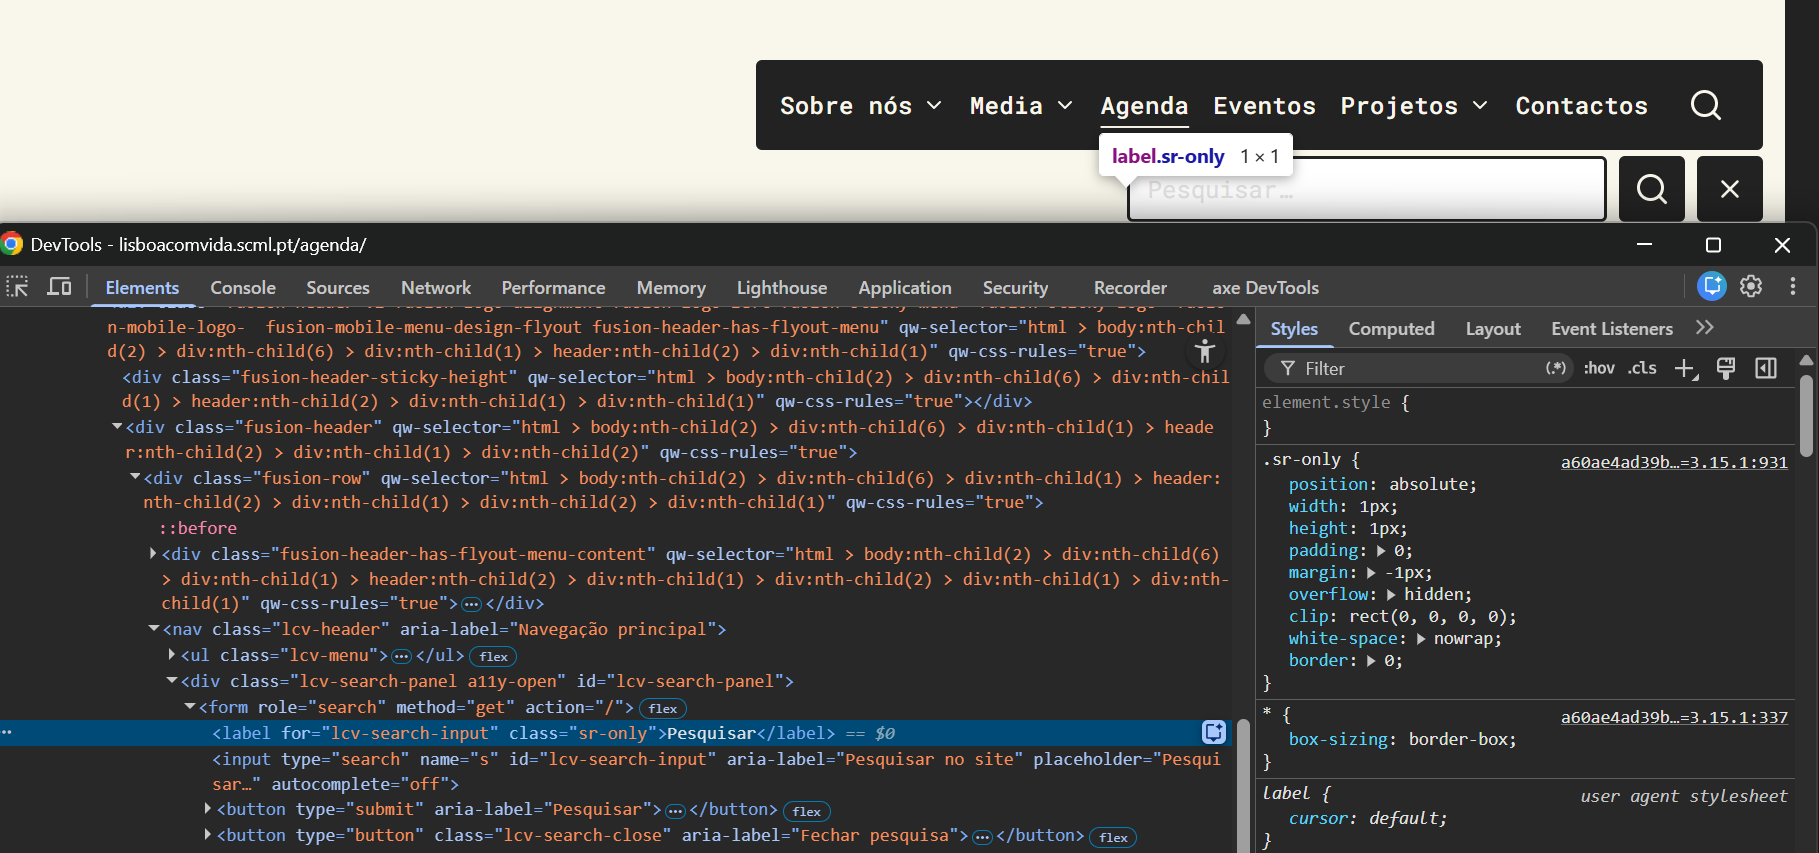 Sobre nós Media Agenda Eventos Projetos Contactos
label.sr-only 1 × 1
Pesquisar…
DevTools - lisboacomvida.scml.pt/agenda/
Elements Console Sources Network Performance Memory Lighthouse Application Security Recorder axe DevTools
n-mobile-logo-  fusion-mobile-menu-design-flyout fusion-header-has-flyout-menu" qw-selector="html > body:nth-chil
d(2) > div:nth-child(6) > div:nth-child(1) > header:nth-child(2) > div:nth-child(1)" qw-css-rules="true">
<div class="fusion-header-sticky-height" qw-selector="html > body:nth-child(2) > div:nth-child(6) > div:nth-chil
d(1) > header:nth-child(2) > div:nth-child(1) > div:nth-child(1)" qw-css-rules="true"></div>
<div class="fusion-header" qw-selector="html > body:nth-child(2) > div:nth-child(6) > div:nth-child(1) > heade
r:nth-child(2) > div:nth-child(1) > div:nth-child(2)" qw-css-rules="true">
<div class="fusion-row" qw-selector="html > body:nth-child(2) > div:nth-child(6) > div:nth-child(1) > header:
nth-child(2) > div:nth-child(1) > div:nth-child(2) > div:nth-child(1)" qw-css-rules="true">
::before
<div class="fusion-header-has-flyout-menu-content" qw-selector="html > body:nth-child(2) > div:nth-child(6)
> div:nth-child(1) > header:nth-child(2) > div:nth-child(1) > div:nth-child(2) > div:nth-child(1) > div:nth-
child(1)" qw-css-rules="true">…</div>
<nav class="lcv-header" aria-label="Navegação principal">
<ul class="lcv-menu">…</ul> flex
<div class="lcv-search-panel a11y-open" id="lcv-search-panel">
<form role="search" method="get" action="/"> flex
<label for="lcv-search-input" class="sr-only">Pesquisar</label> == $0
<input type="search" name="s" id="lcv-search-input" aria-label="Pesquisar no site" placeholder="Pesqui
sar…" autocomplete="off">
<button type="submit" aria-label="Pesquisar">…</button> flex
<button type="button" class="lcv-search-close" aria-label="Fechar pesquisa">…</button> flex
Styles Computed Layout Event Listeners
Filter (.*) :hov .cls
element.style {
}
.sr-only { a60ae4ad39b…=3.15.1:931
position: absolute;
width: 1px;
height: 1px;
padding: 0;
margin: -1px;
overflow: hidden;
clip: rect(0, 0, 0, 0);
white-space: nowrap;
border: 0;
}
* { a60ae4ad39b…=3.15.1:337
box-sizing: border-box;
}
label { user agent stylesheet
cursor: default;
}